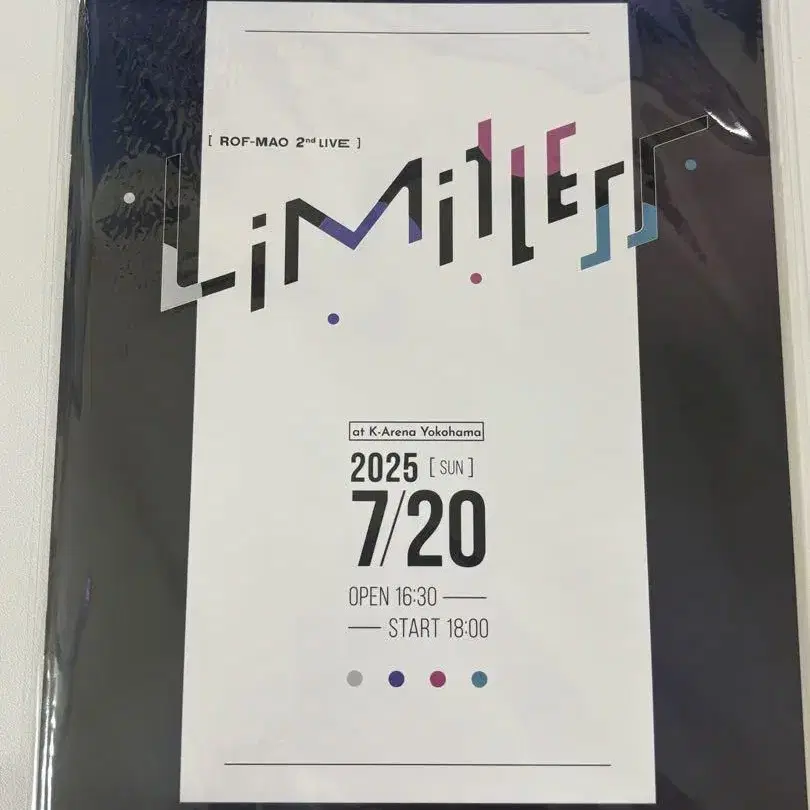 [ ROF-MAO 2nd LIVE ]
LiMiTLESS
at K-Arena Yokohama
2025 [ SUN ]
7/20
OPEN 16:30
START 18:00